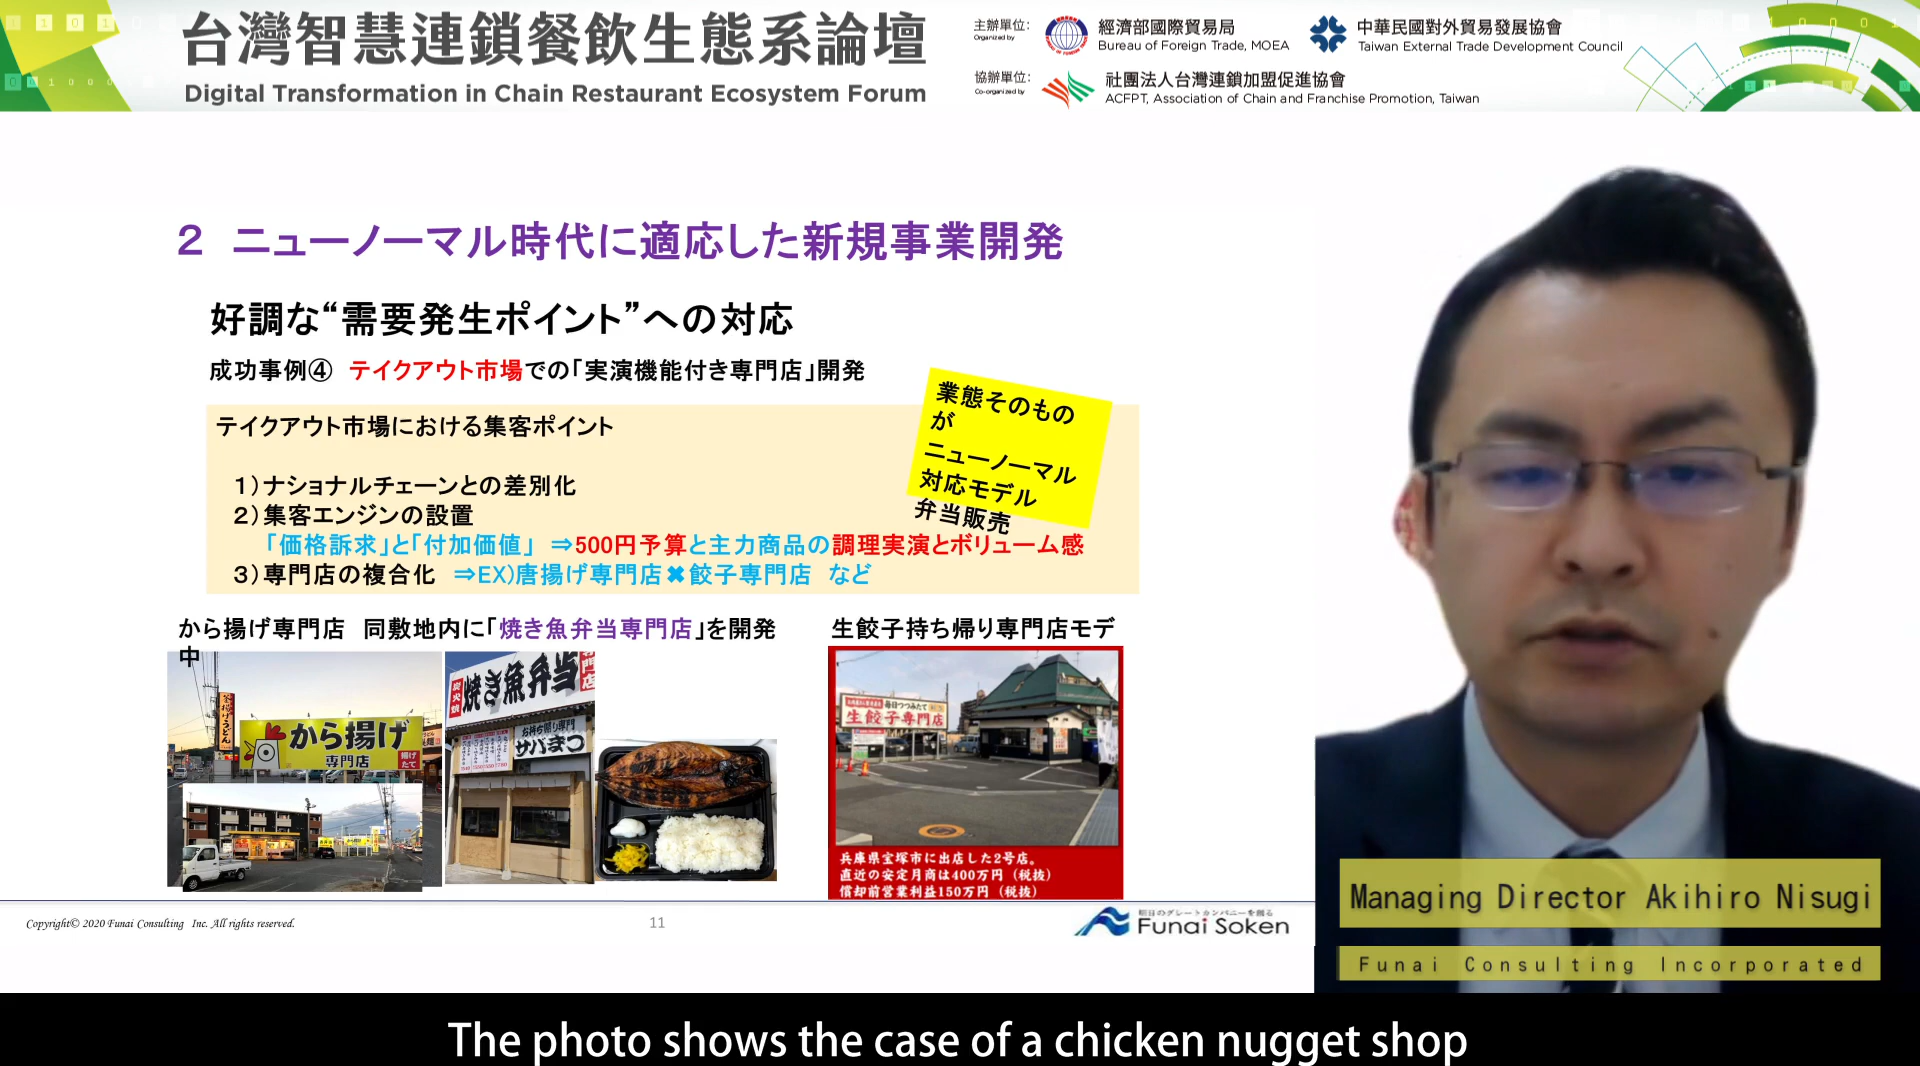 台灣智慧連鎖餐飲生態系論壇
Digital Transformation in Chain Restaurant Ecosystem Forum
主辦單位:
Organized by
經濟部國際貿易局
Bureau of Foreign Trade, MOEA
中華民國對外貿易發展協會
Taiwan External Trade Development Council
協辦單位:
Co-organized by
社團法人台灣連鎖加盟促進協會
ACFPT, Association of Chain and Franchise Promotion, Taiwan
2 ニューノーマル時代に適応した新規事業開発
好調な“需要発生ポイント”への対応
成功事例④ テイクアウト市場での「実演機能付き専門店」開発
業態そのもの
が
ニューノーマル
対応モデル
弁当販売
テイクアウト市場における集客ポイント
1)ナショナルチェーンとの差別化
2)集客エンジンの設置
「価格訴求」と「付加価値」 ⇒500円予算と主力商品の調理実演とボリューム感
3)専門店の複合化 ⇒EX)唐揚げ専門店✖餃子専門店 など
から揚げ専門店 同敷地内に「焼き魚弁当専門店」を開発
中
生餃子持ち帰り専門店モデ
から揚げ
専門店
揚げ
たて
炭火焼
焼き魚弁当
専門店
お持ち帰り専門
サバまつ
毎日つつみたて
生餃子専門店
兵庫県宝塚市に出店した2号店。
直近の安定月商は400万円(税抜)
償却前営業利益150万円(税抜)
Copyright© 2020 Funai Consulting Inc. All rights reserved.
11
明日のグレートカンパニーを創る
Funai Soken
Managing Director Akihiro Nisugi
Funai Consulting Incorporated
The photo shows the case of a chicken nugget shop